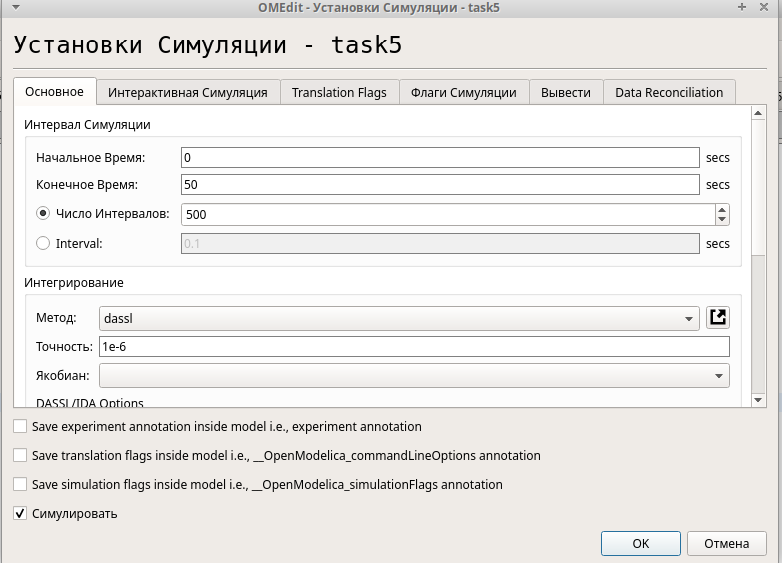 OMEdit - Установки Симуляции - task5
Установки Симуляции - task5
Основное Интерактивная Симуляция Translation Flags Флаги Симуляции Вывести Data Reconciliation
Интервал Симуляции
Начальное Время: 0 secs
Конечное Время: 50 secs
Число Интервалов: 500
Interval: 0.1 secs
Интегрирование
Метод: dassl
Точность: 1e-6
Якобиан:
DASSL/IDA Options
Save experiment annotation inside model i.e., experiment annotation
Save translation flags inside model i.e., __OpenModelica_commandLineOptions annotation
Save simulation flags inside model i.e., __OpenModelica_simulationFlags annotation
Симулировать
OK Отмена